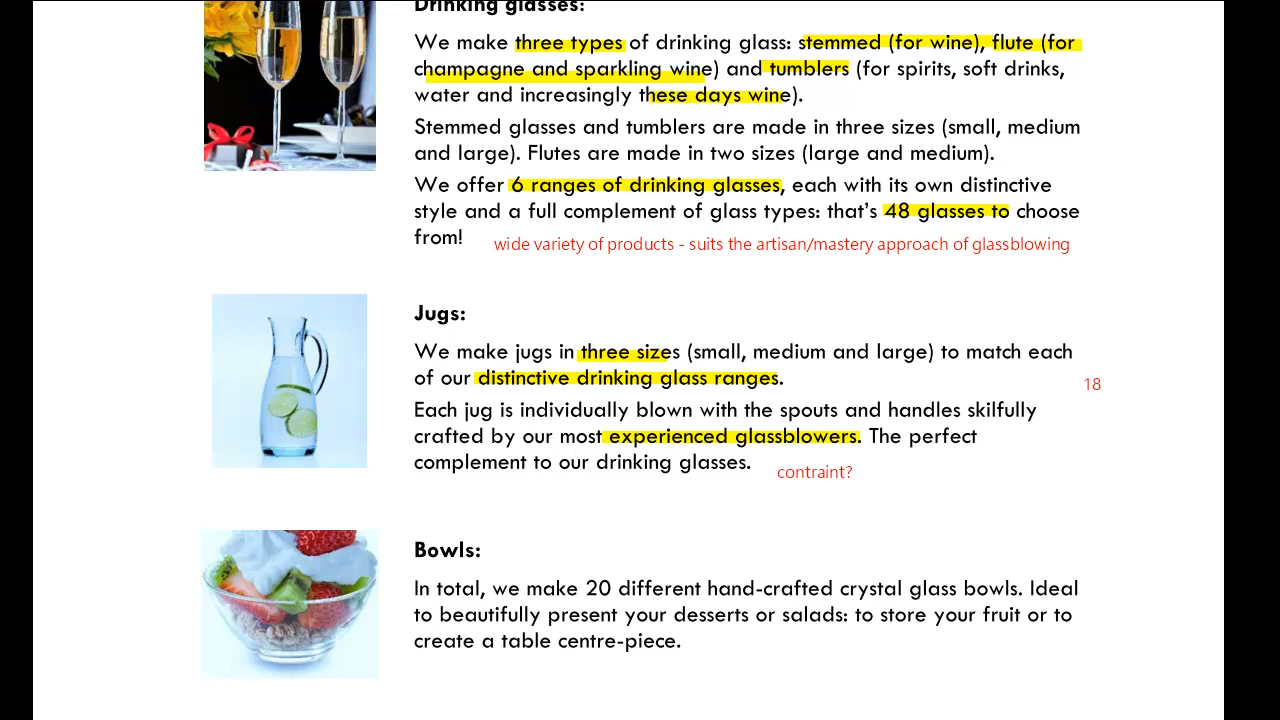 Drinking glasses:
We make three types of drinking glass: stemmed (for wine), flute (for
champagne and sparkling wine) and tumblers (for spirits, soft drinks,
water and increasingly these days wine).
Stemmed glasses and tumblers are made in three sizes (small, medium
and large). Flutes are made in two sizes (large and medium).
We offer 6 ranges of drinking glasses, each with its own distinctive
style and a full complement of glass types: that's 48 glasses to choose
from!
wide variety of products - suits the artisan/mastery approach of glassblowing
Jugs:
We make jugs in three sizes (small, medium and large) to match each
of our distinctive drinking glass ranges.
18
Each jug is individually blown with the spouts and handles skilfully
crafted by our most experienced glassblowers. The perfect
complement to our drinking glasses.
contraint?
Bowls:
In total, we make 20 different hand-crafted crystal glass bowls. Ideal
to beautifully present your desserts or salads: to store your fruit or to
create a table centre-piece.